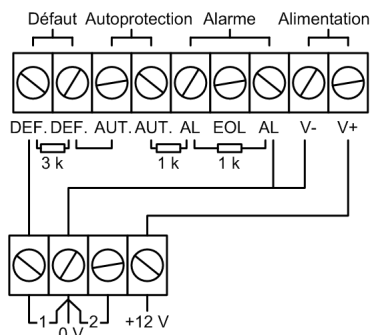 Défaut Autoprotection Alarme Alimentation
DEF. DEF. AUT. AUT. AL EOL AL V- V+
3 k 1 k 1 k
1 2 +12 V
0 V